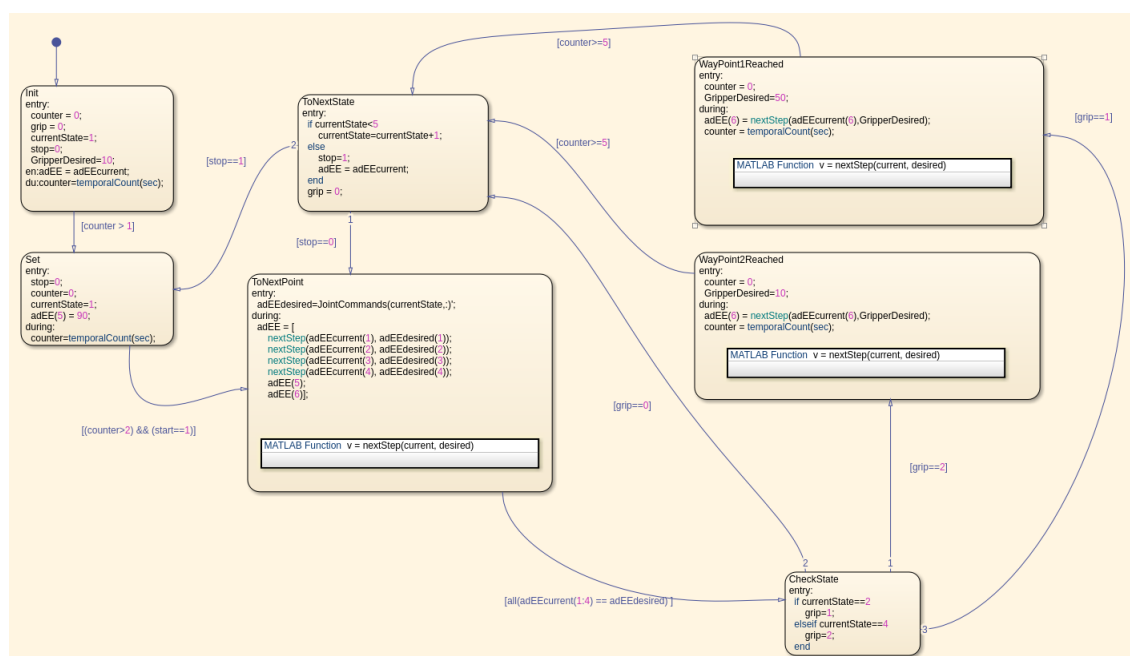 Init
entry:
counter = 0;
grip = 0;
currentState=1;
stop=0;
GripperDesired=10;
en:adEE = adEEcurrent;
du:counter=temporalCount(sec);
[counter > 1]
Set
entry:
stop=0;
counter=0;
currentState=1;
adEE(5) = 90;
during:
counter=temporalCount(sec);
[(counter>2) && (start==1)]
[stop==1]
ToNextState
entry:
if currentState<5
currentState=currentState+1;
else
stop=1;
adEE = adEEcurrent;
end
grip = 0;
2
1
[stop==0]
ToNextPoint
entry:
adEEdesired=JointCommands(currentState,:)';
during:
adEE = [
nextStep(adEEcurrent(1), adEEdesired(1));
nextStep(adEEcurrent(2), adEEdesired(2));
nextStep(adEEcurrent(3), adEEdesired(3));
nextStep(adEEcurrent(4), adEEdesired(4));
adEE(5);
adEE(6)];
MATLAB Function v = nextStep(current, desired)
[counter>=5]
[counter>=5]
WayPoint1Reached
entry:
counter = 0;
GripperDesired=50;
during:
adEE(6) = nextStep(adEEcurrent(6),GripperDesired);
counter = temporalCount(sec);
MATLAB Function v = nextStep(current, desired)
[grip==1]
WayPoint2Reached
entry:
counter = 0;
GripperDesired=10;
during:
adEE(6) = nextStep(adEEcurrent(6),GripperDesired);
counter = temporalCount(sec);
MATLAB Function v = nextStep(current, desired)
[grip==0]
[grip==2]
[all(adEEcurrent(1:4) == adEEdesired) ]
2
1
CheckState
entry:
if currentState==2
grip=1;
elseif currentState==4
grip=2;
end
3